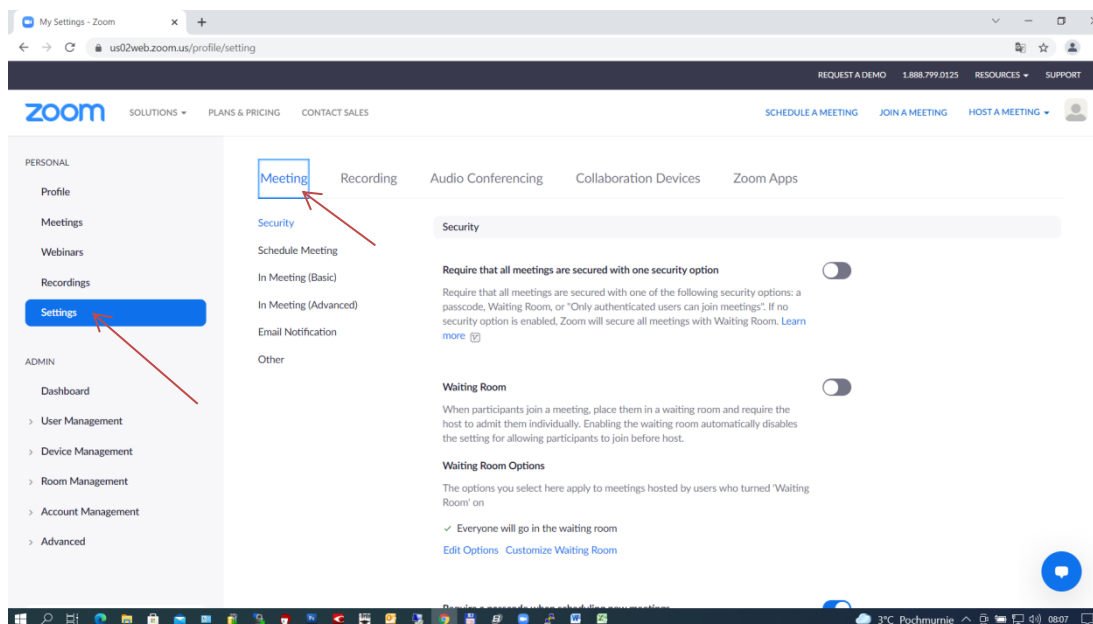 My Settings - Zoom
us02web.zoom.us/profile/setting
REQUEST A DEMO 1.888.799.0125 RESOURCES SUPPORT
zoom SOLUTIONS PLANS & PRICING CONTACT SALES SCHEDULE A MEETING JOIN A MEETING HOST A MEETING
PERSONAL
Profile
Meetings
Webinars
Recordings
Settings
ADMIN
Dashboard
User Management
Device Management
Room Management
Account Management
Advanced
Meeting Recording Audio Conferencing Collaboration Devices Zoom Apps
Security
Schedule Meeting
In Meeting (Basic)
In Meeting (Advanced)
Email Notification
Other
Security
Require that all meetings are secured with one security option
Require that all meetings are secured with one of the following security options: a
passcode, Waiting Room, or "Only authenticated users can join meetings". If no
security option is enabled, Zoom will secure all meetings with Waiting Room. Learn
more
Waiting Room
When participants join a meeting, place them in a waiting room and require the
host to admit them individually. Enabling the waiting room automatically disables
the setting for allowing participants to join before host.
Waiting Room Options
The options you select here apply to meetings hosted by users who turned 'Waiting
Room' on
Everyone will go in the waiting room
Edit Options Customize Waiting Room
Require a passcode when scheduling new meetings
3°C Pochmurnie 08:07